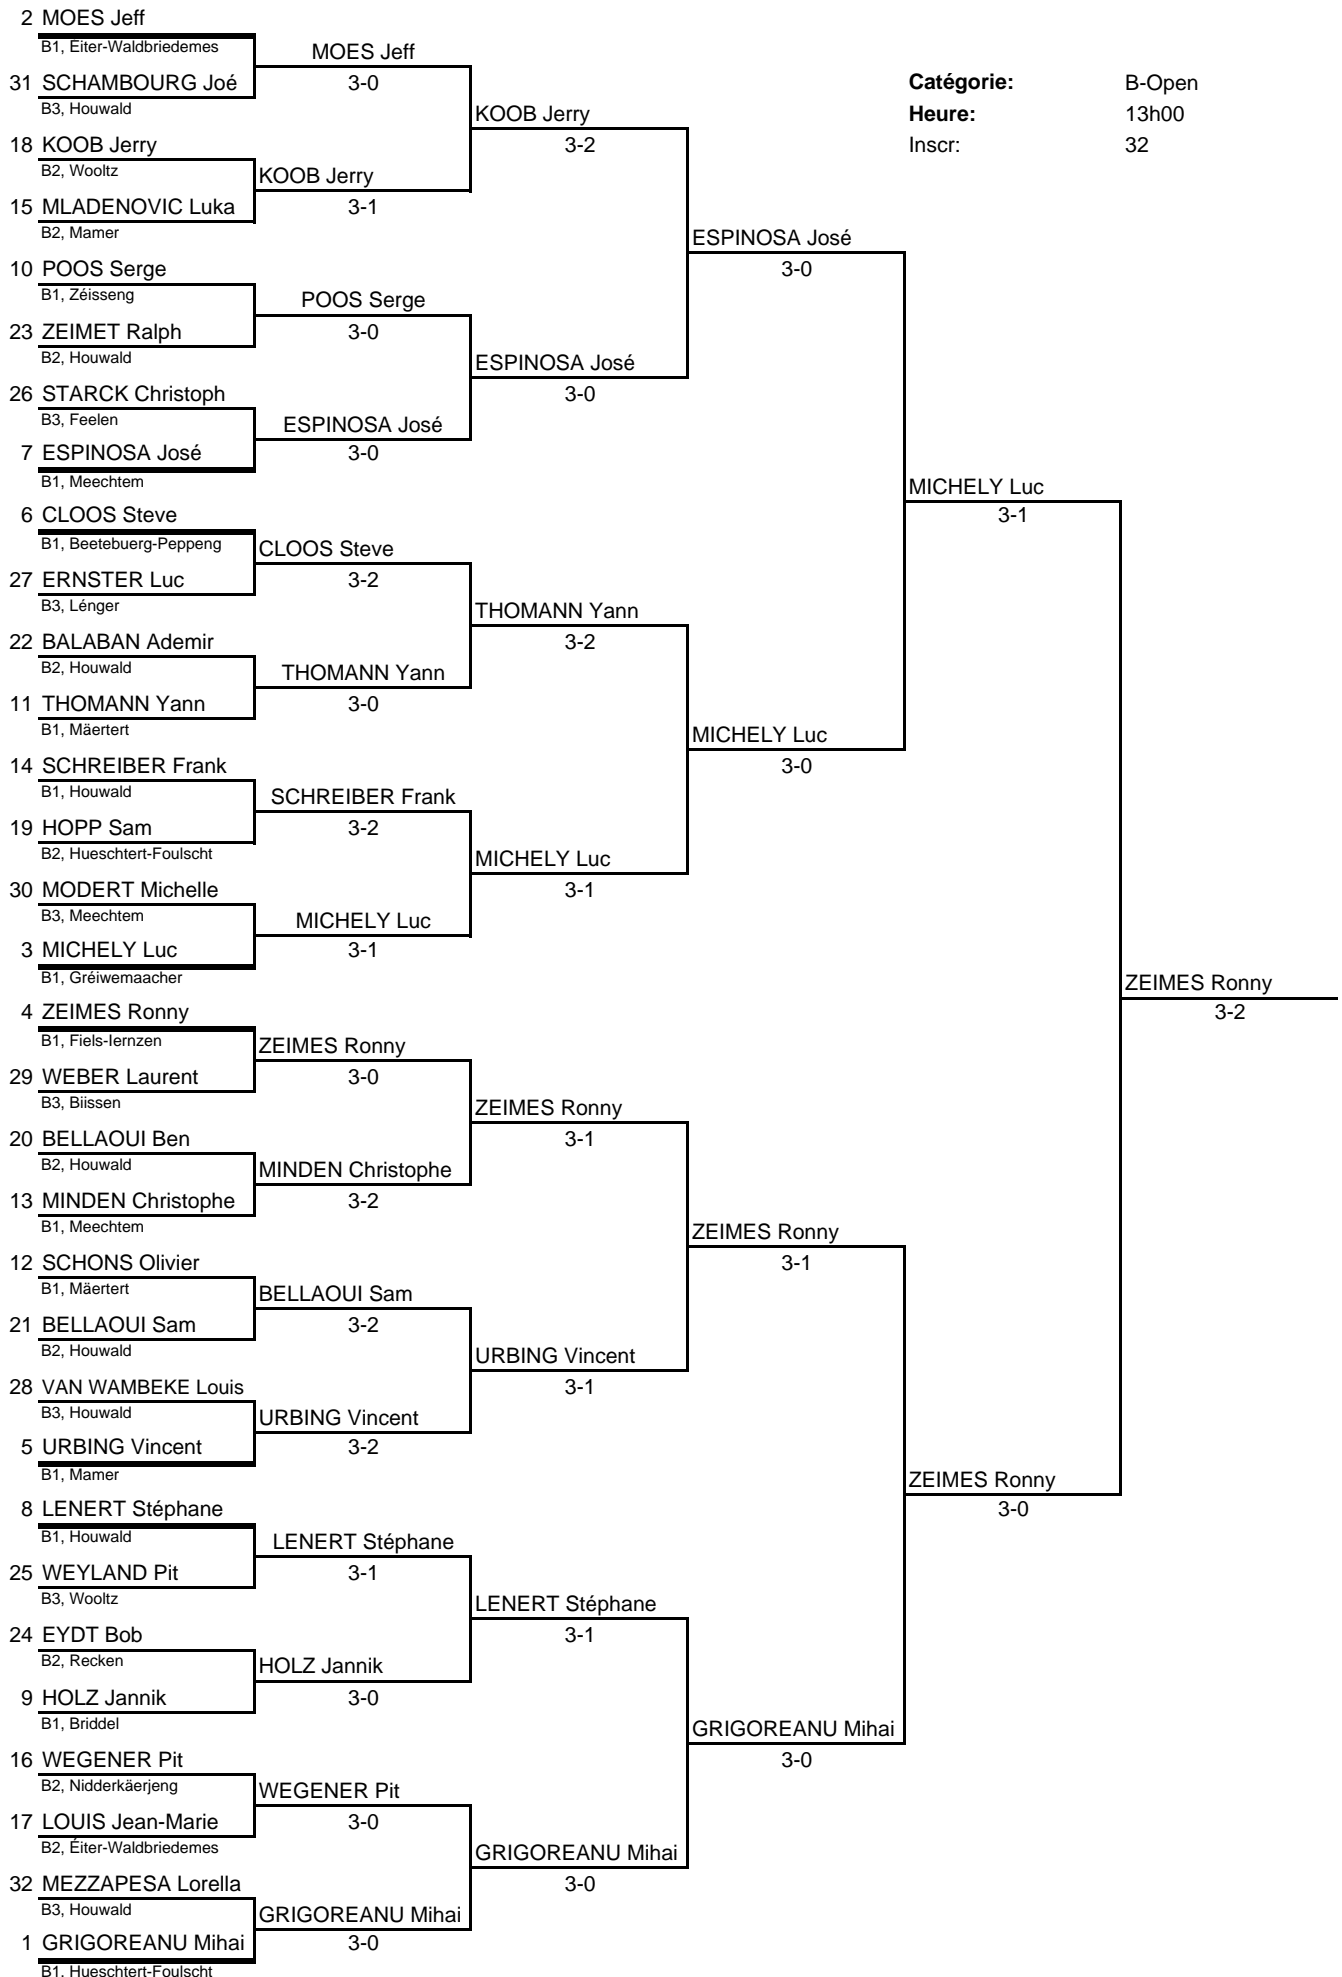 2 MOES Jeff
B1, Éiter-Waldbriedemes
MOES Jeff
31 SCHAMBOURG Joé
3-0
Catégorie: B-Open
B3, Houwald
KOOB Jerry
Heure: 13h00
18 KOOB Jerry
3-2
Inscr: 32
B2, Wooltz
KOOB Jerry
15 MLADENOVIC Luka
3-1
B2, Mamer
ESPINOSA José
10 POOS Serge
3-0
B1, Zéisseng
POOS Serge
23 ZEIMET Ralph
3-0
B2, Houwald
ESPINOSA José
26 STARCK Christoph
3-0
B3, Feelen
ESPINOSA José
7 ESPINOSA José
3-0
B1, Meechtem
MICHELY Luc
6 CLOOS Steve
3-1
B1, Beetebuerg-Peppeng
CLOOS Steve
27 ERNSTER Luc
3-2
B3, Lénger
THOMANN Yann
22 BALABAN Ademir
3-2
B2, Houwald
THOMANN Yann
11 THOMANN Yann
3-0
B1, Mäertert
MICHELY Luc
14 SCHREIBER Frank
3-0
B1, Houwald
SCHREIBER Frank
19 HOPP Sam
3-2
B2, Hueschtert-Foulscht
MICHELY Luc
30 MODERT Michelle
3-1
B3, Meechtem
MICHELY Luc
3 MICHELY Luc
3-1
B1, Gréiwemaacher
ZEIMES Ronny
4 ZEIMES Ronny
3-2
B1, Fiels-Iernzen
ZEIMES Ronny
29 WEBER Laurent
3-0
B3, Biissen
ZEIMES Ronny
20 BELLAOUI Ben
3-1
B2, Houwald
MINDEN Christophe
13 MINDEN Christophe
3-2
B1, Meechtem
ZEIMES Ronny
12 SCHONS Olivier
3-1
B1, Mäertert
BELLAOUI Sam
21 BELLAOUI Sam
3-2
B2, Houwald
URBING Vincent
28 VAN WAMBEKE Louis
3-1
B3, Houwald
URBING Vincent
5 URBING Vincent
3-2
B1, Mamer
ZEIMES Ronny
8 LENERT Stéphane
3-0
B1, Houwald
LENERT Stéphane
25 WEYLAND Pit
3-1
B3, Wooltz
LENERT Stéphane
24 EYDT Bob
3-1
B2, Recken
HOLZ Jannik
9 HOLZ Jannik
3-0
B1, Briddel
GRIGOREANU Mihai
16 WEGENER Pit
3-0
B2, Nidderkäerjeng
WEGENER Pit
17 LOUIS Jean-Marie
3-0
B2, Éiter-Waldbriedemes
GRIGOREANU Mihai
32 MEZZAPESA Lorella
3-0
B3, Houwald
GRIGOREANU Mihai
1 GRIGOREANU Mihai
3-0
B1, Hueschtert-Foulscht